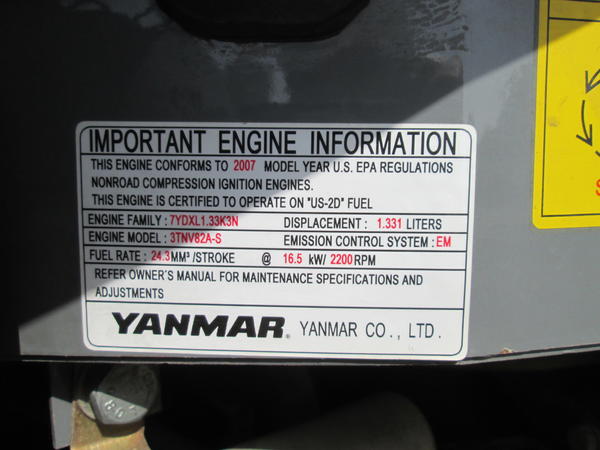 IMPORTANT ENGINE INFORMATION
THIS ENGINE CONFORMS TO 2007 MODEL YEAR U.S. EPA REGULATIONS
NONROAD COMPRESSION IGNITION ENGINES.
THIS ENGINE IS CERTIFIED TO OPERATE ON "US-2D" FUEL
ENGINE FAMILY : 7YDXL1.33K3N DISPLACEMENT : 1.331 LITERS
ENGINE MODEL : 3TNV82A-S EMISSION CONTROL SYSTEM : EM
FUEL RATE : 24.3MM³ /STROKE @ 16.5 kW/ 2200RPM
REFER OWNER'S MANUAL FOR MAINTENANCE SPECIFICATIONS AND
ADJUSTMENTS
YANMAR® YANMAR CO., LTD.